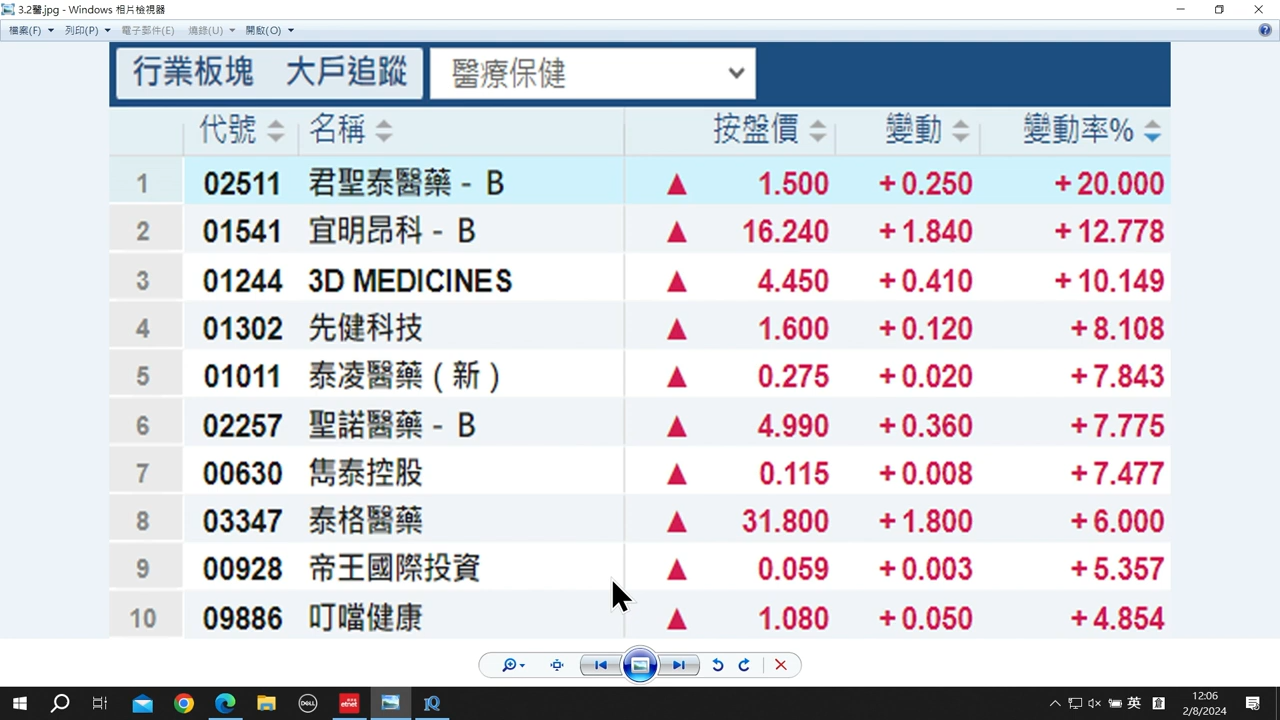 3.2醫.jpg - Windows 相片檢視器
檔案(F) 列印(P) 電子郵件(E) 燒錄(U) 開啟(O)
行業板塊 大戶追蹤 醫療保健
代號 名稱 按盤價 變動 變動率%
1 02511 君聖泰醫藥 - B ▲ 1.500 +0.250 +20.000
2 01541 宜明昂科 - B ▲ 16.240 +1.840 +12.778
3 01244 3D MEDICINES ▲ 4.450 +0.410 +10.149
4 01302 先健科技 ▲ 1.600 +0.120 +8.108
5 01011 泰凌醫藥（新） ▲ 0.275 +0.020 +7.843
6 02257 聖諾醫藥 - B ▲ 4.990 +0.360 +7.775
7 00630 雋泰控股 ▲ 0.115 +0.008 +7.477
8 03347 泰格醫藥 ▲ 31.800 +1.800 +6.000
9 00928 帝王國際投資 ▲ 0.059 +0.003 +5.357
10 09886 叮噹健康 ▲ 1.080 +0.050 +4.854
DELL etnet IQ 英 12:06
2/8/2024